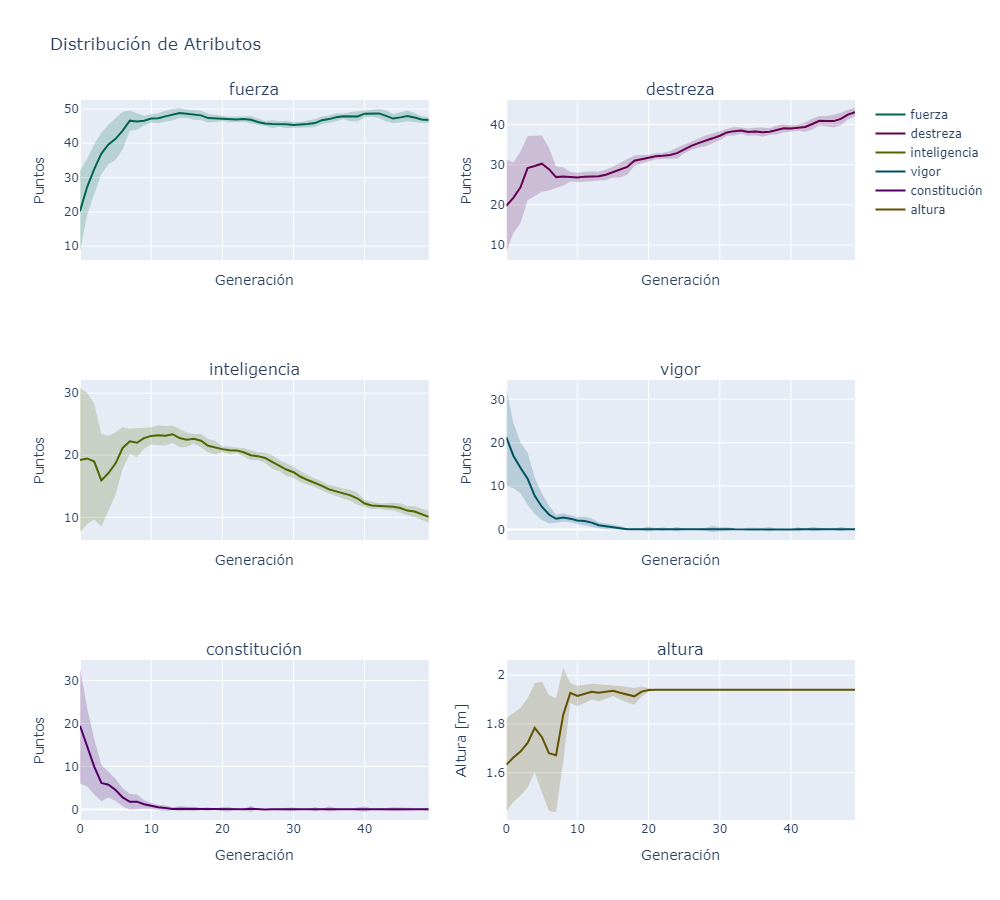 Distribución de Atributos
fuerza
50
40
30
20
10
Puntos
Generación
destreza
40
30
20
10
Puntos
Generación
fuerza
destreza
inteligencia
vigor
constitución
altura
inteligencia
30
20
10
Puntos
Generación
vigor
30
20
10
0
Puntos
Generación
constitución
30
20
10
0
Puntos
0 10 20 30 40
Generación
altura
2
1.8
1.6
Altura [m]
0 10 20 30 40
Generación